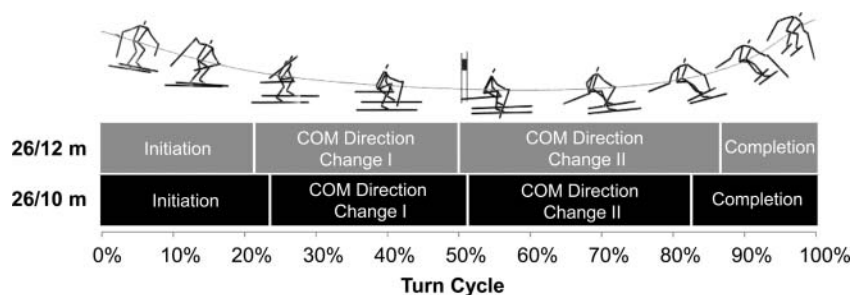 26/12 m
Initiation
COM Direction
Change I
COM Direction
Change II
Completion
26/10 m
Initiation
COM Direction
Change I
COM Direction
Change II
Completion
0% 10% 20% 30% 40% 50% 60% 70% 80% 90% 100%
Turn Cycle